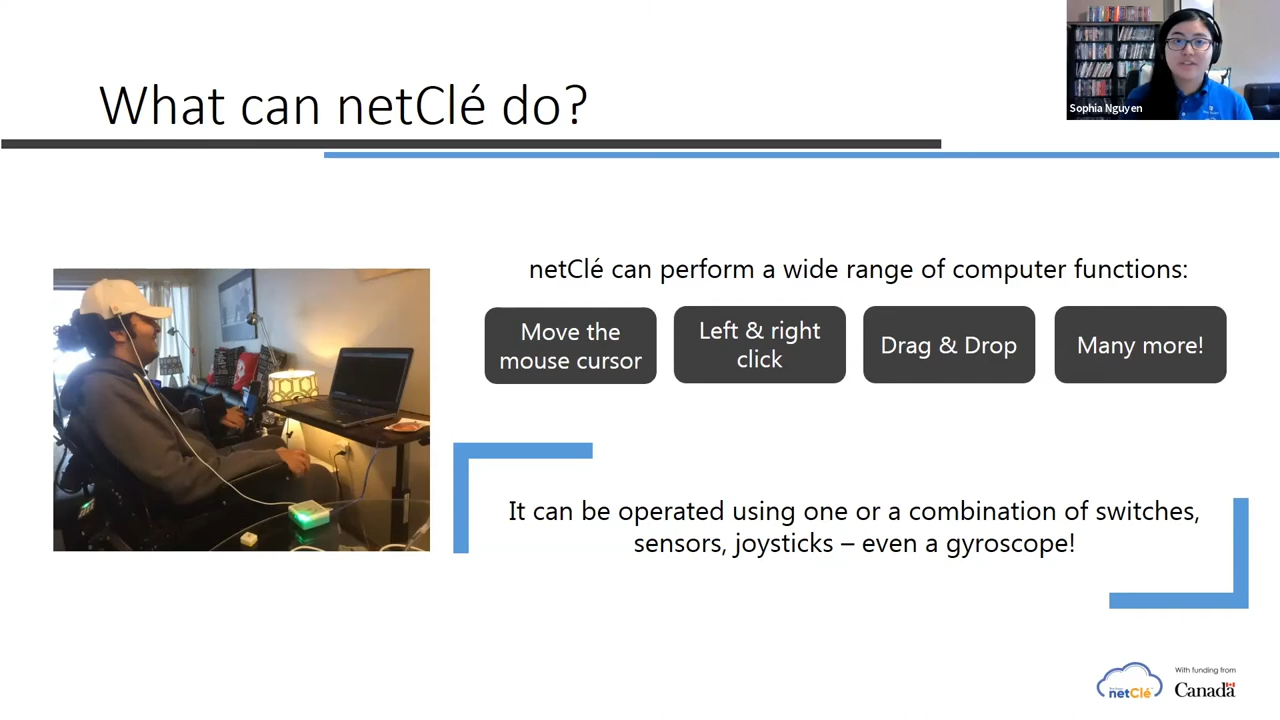 What can netClé do?
Sophia Nguyen
netClé can perform a wide range of computer functions:
Move the
mouse cursor
Left & right
click
Drag & Drop
Many more!
It can be operated using one or a combination of switches,
sensors, joysticks – even a gyroscope!
netClé
With funding from
Canada